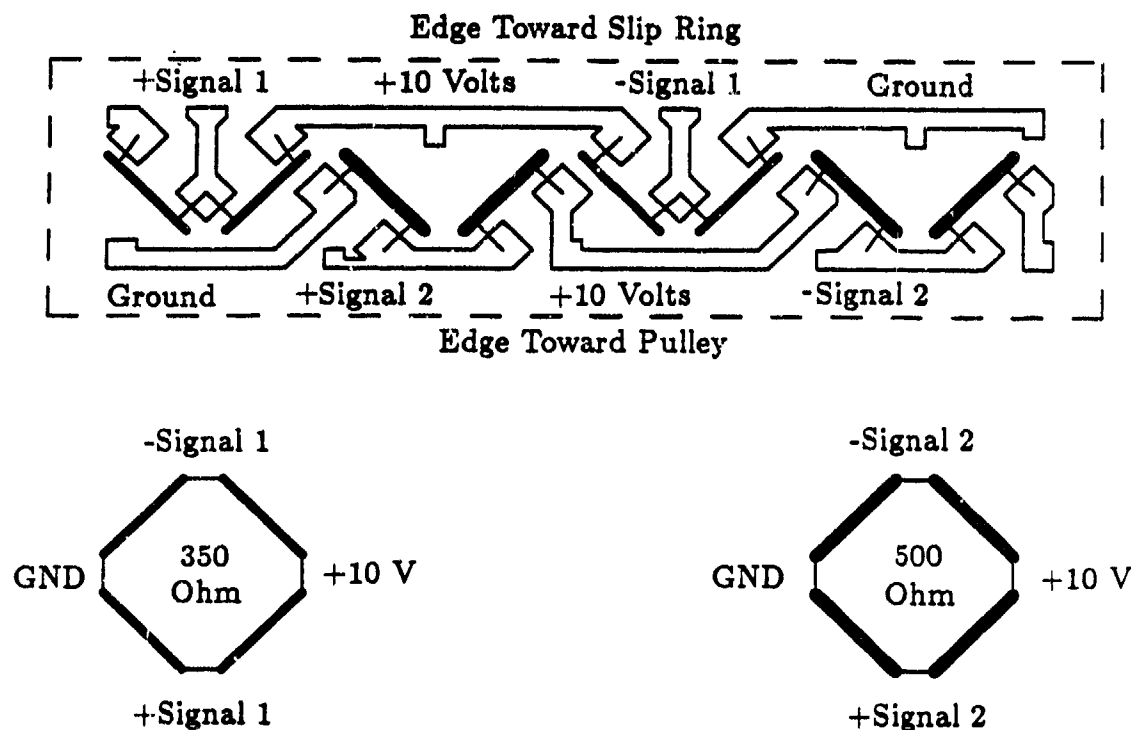 Edge Toward Slip Ring
+Signal 1 +10 Volts -Signal 1 Ground
Ground +Signal 2 +10 Volts -Signal 2
Edge Toward Pulley
-Signal 1 -Signal 2
GND 350 Ohm +10 V GND 500 Ohm +10 V
+Signal 1 +Signal 2